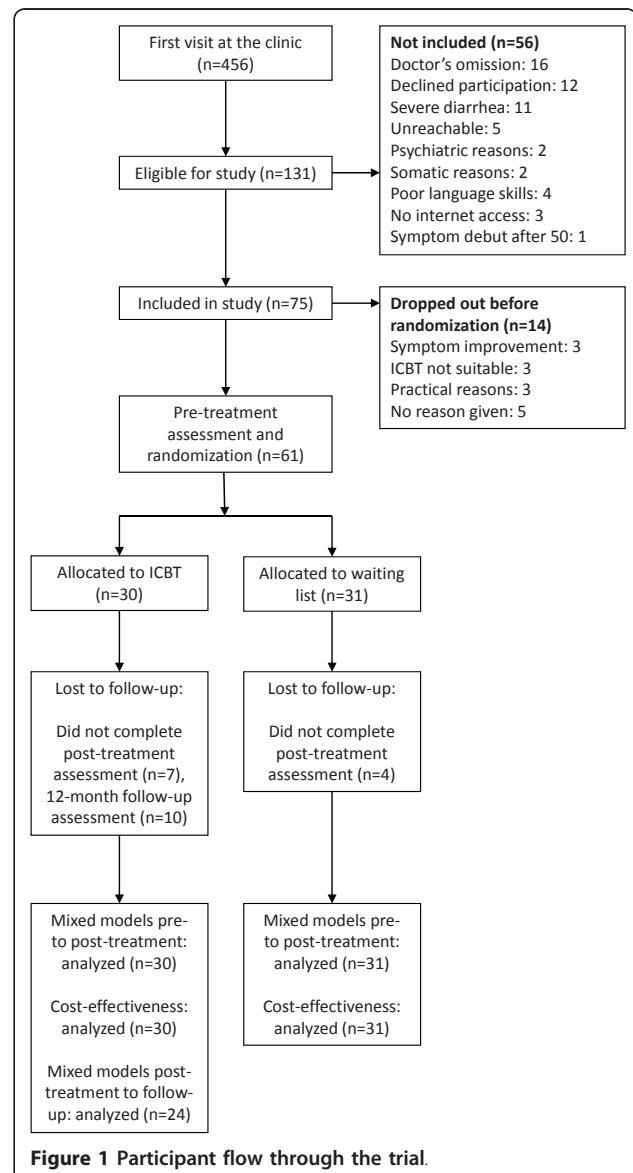 First visit at the clinic
(n=456)
Not included (n=56)
Doctor's omission: 16
Declined participation: 12
Severe diarrhea: 11
Unreachable: 5
Psychiatric reasons: 2
Somatic reasons: 2
Poor language skills: 4
No internet access: 3
Symptom debut after 50: 1
Eligible for study (n=131)
Included in study (n=75)
Dropped out before
randomization (n=14)
Symptom improvement: 3
ICBT not suitable: 3
Practical reasons: 3
No reason given: 5
Pre-treatment
assessment and
randomization (n=61)
Allocated to ICBT
(n=30)
Allocated to waiting
list (n=31)
Lost to follow-up:
Did not complete
post-treatment
assessment (n=7),
12-month follow-up
assessment (n=10)
Lost to follow-up:
Did not complete
post-treatment
assessment (n=4)
Mixed models pre-
to post-treatment:
analyzed (n=30)
Cost-effectiveness:
analyzed (n=30)
Mixed models post-
treatment to follow-
up: analyzed (n=24)
Mixed models pre-
to post-treatment:
analyzed (n=31)
Cost-effectiveness:
analyzed (n=31)
Figure 1 Participant flow through the trial.